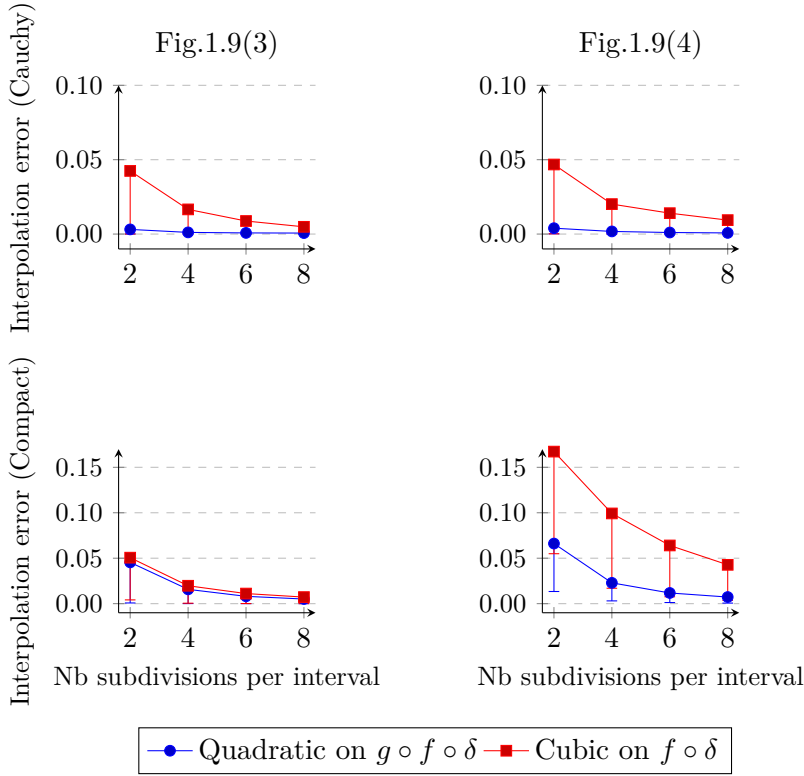 Fig.1.9(3)
Fig.1.9(4)
Interpolation error (Cauchy)
0.10
0.05
0.00
2 4 6 8
0.10
0.05
0.00
2 4 6 8
Interpolation error (Compact)
0.15
0.10
0.05
0.00
2 4 6 8
Nb subdivisions per interval
0.15
0.10
0.05
0.00
2 4 6 8
Nb subdivisions per interval
Quadratic on g ∘ f ∘ δ Cubic on f ∘ δ